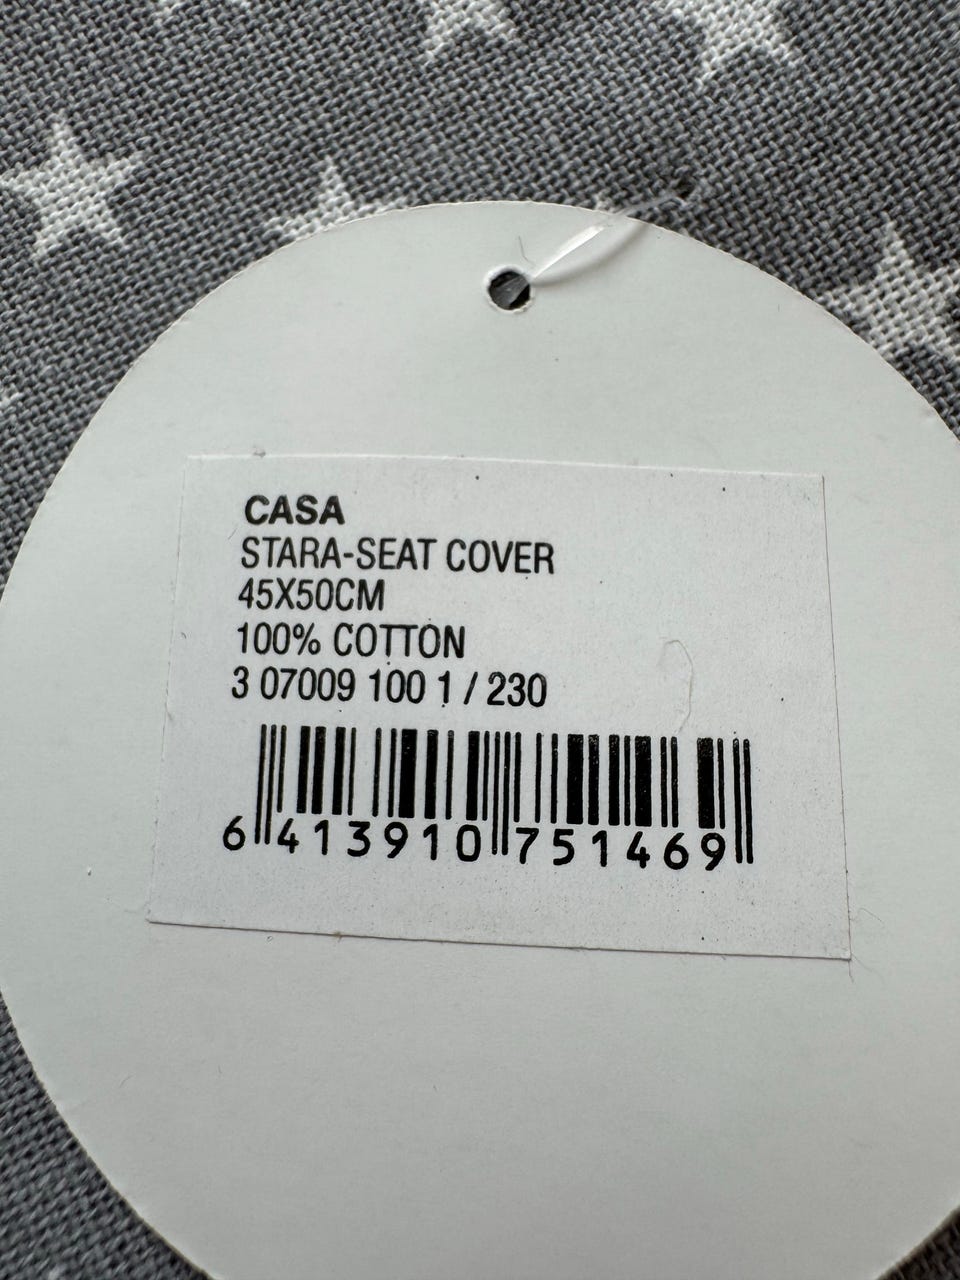 CASA
STARA-SEAT COVER
45X50CM
100% COTTON
3 07009 100 1 / 230
6 413910 751469